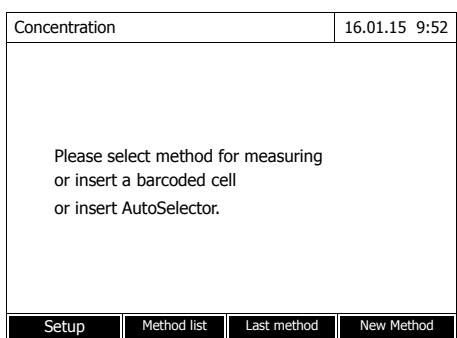 Concentration 16.01.15 9:52
Please select method for measuring
or insert a barcoded cell
or insert AutoSelector.
Setup Method list Last method New Method